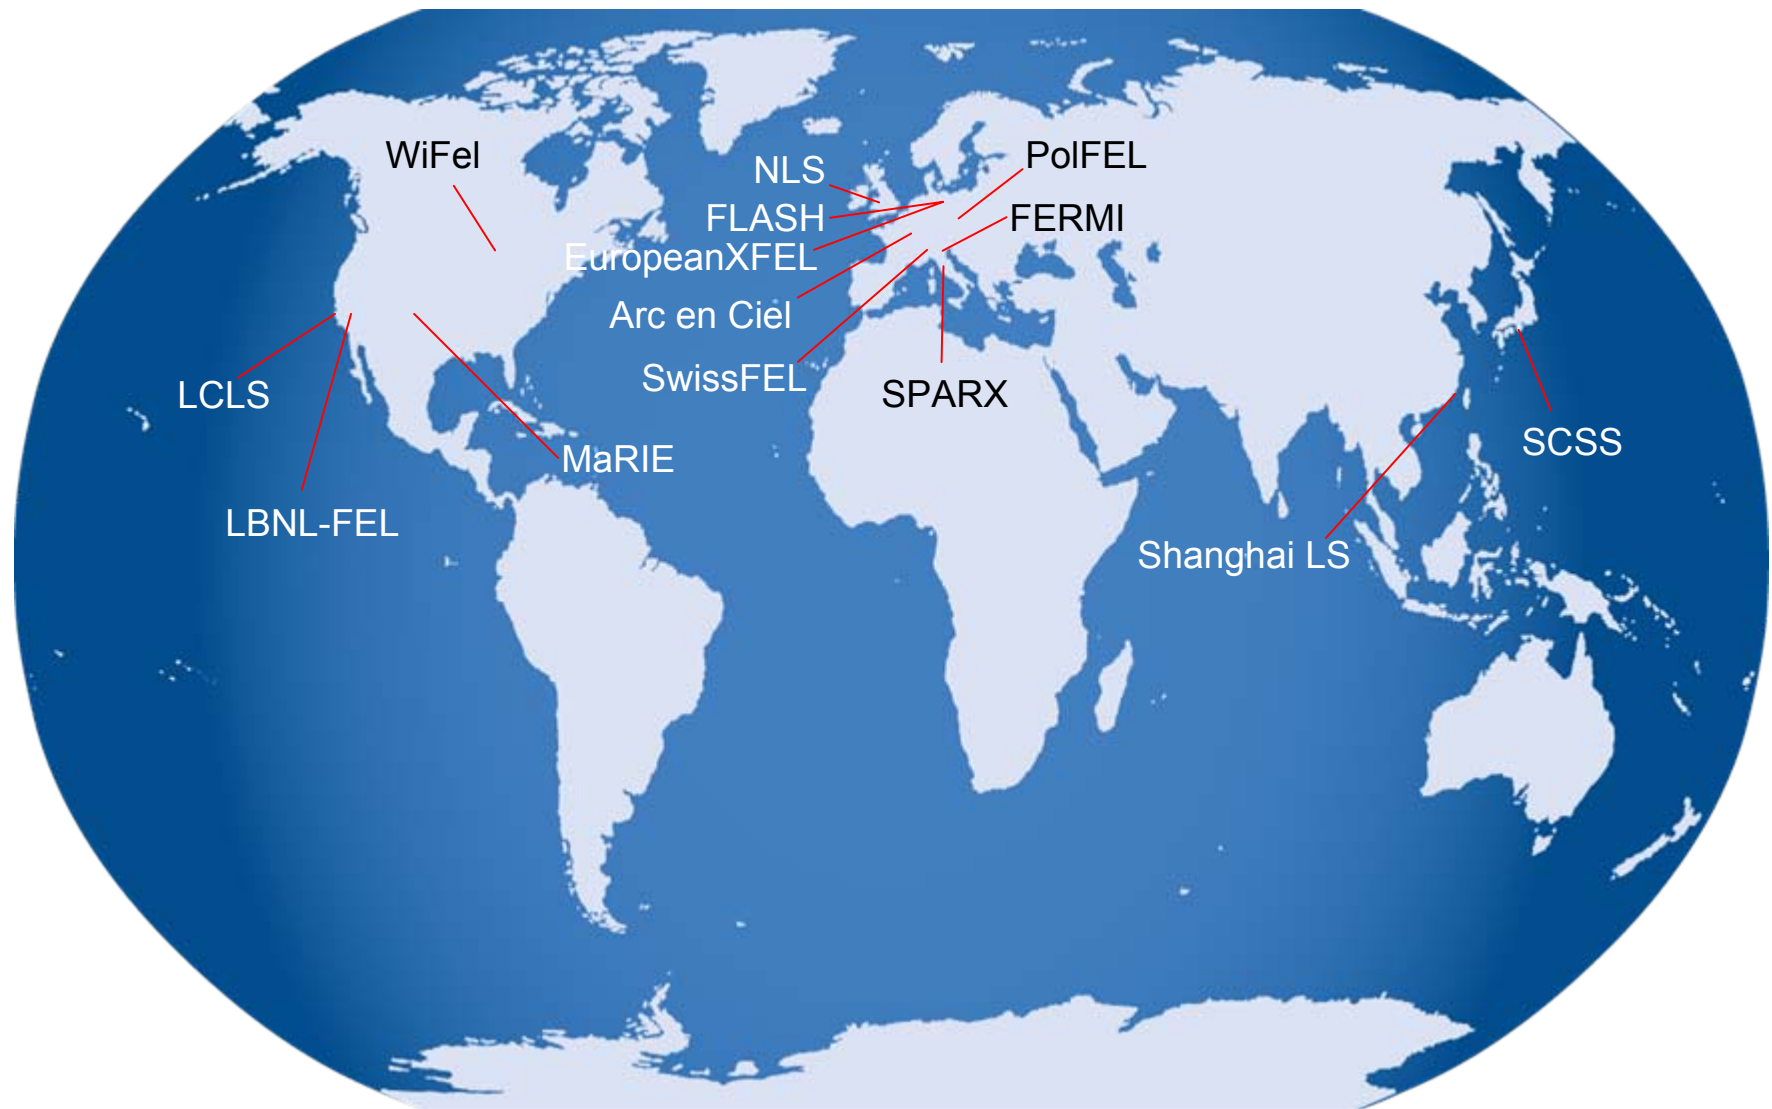 WiFel
NLS
PolFEL
FLASH
FERMI
EuropeanXFEL
Arc en Ciel
SwissFEL
SPARX
LCLS
MaRIE
SCSS
LBNL-FEL
Shanghai LS